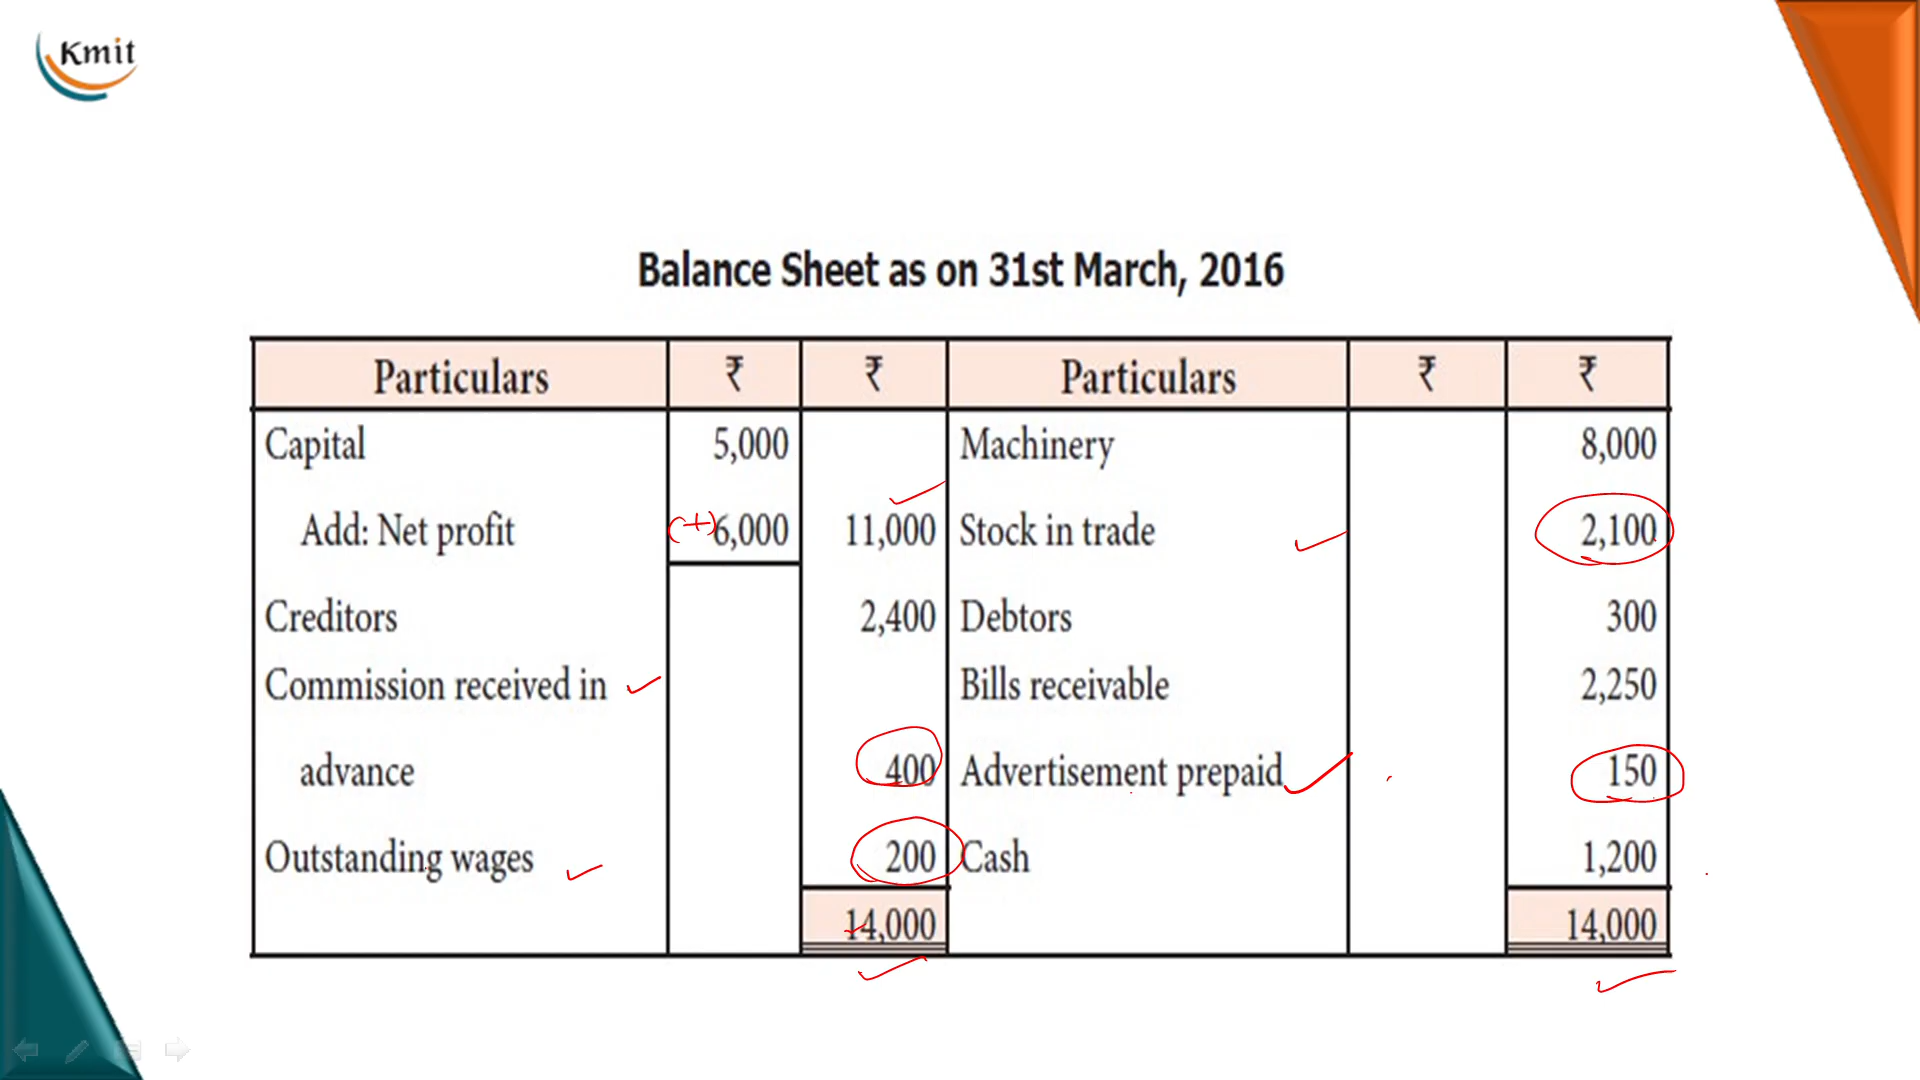 Kmit
Balance Sheet as on 31st March, 2016
Particulars ₹ ₹ Particulars ₹ ₹
Capital 5,000 Machinery 8,000
Add: Net profit (+) 6,000 11,000 Stock in trade 2,100
Creditors 2,400 Debtors 300
Commission received in Bills receivable 2,250
advance 400 Advertisement prepaid 150
Outstanding wages 200 Cash 1,200
14,000 14,000